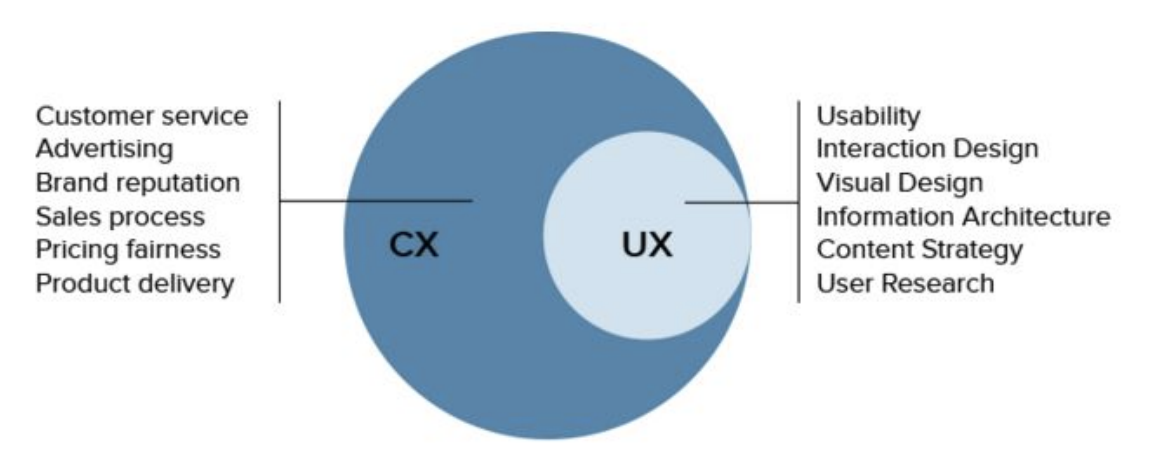 Customer service
Advertising
Brand reputation
Sales process
Pricing fairness
Product delivery
CX
UX
Usability
Interaction Design
Visual Design
Information Architecture
Content Strategy
User Research